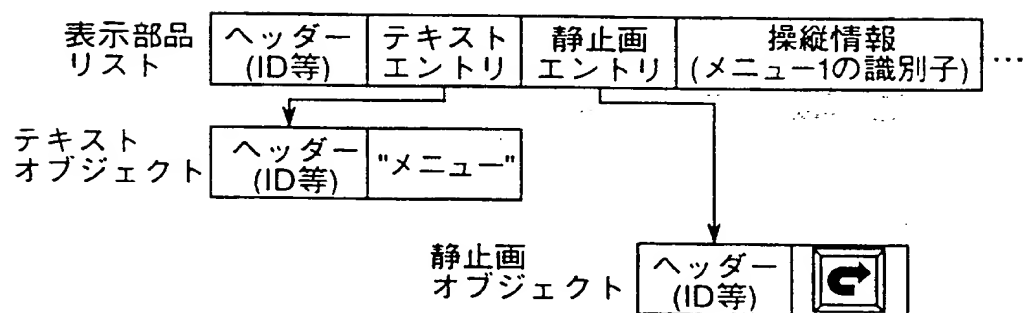 表示部品
リスト
ヘッダー
(ID等)
テキスト
エントリ
静止画
エントリ
操縦情報
(メニュー1の識別子)
…
テキスト
オブジェクト
ヘッダー
(ID等)
"メニュー"
静止画
オブジェクト
ヘッダー
(ID等)